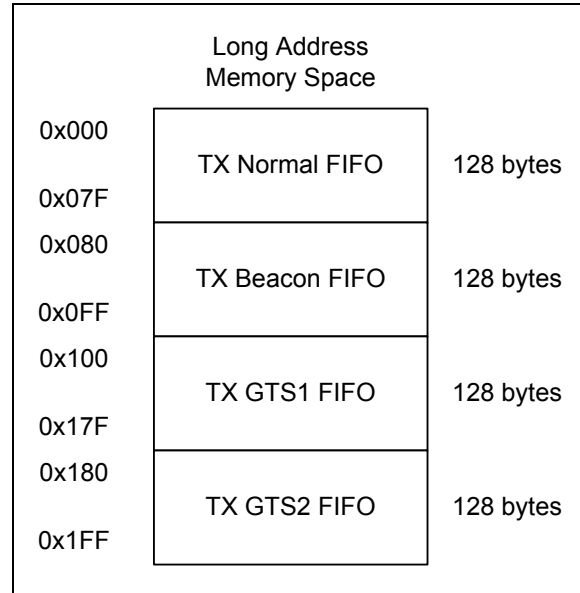 Long Address
Memory Space
0x000
TX Normal FIFO 128 bytes
0x07F
0x080
TX Beacon FIFO 128 bytes
0x0FF
0x100
TX GTS1 FIFO 128 bytes
0x17F
0x180
TX GTS2 FIFO 128 bytes
0x1FF